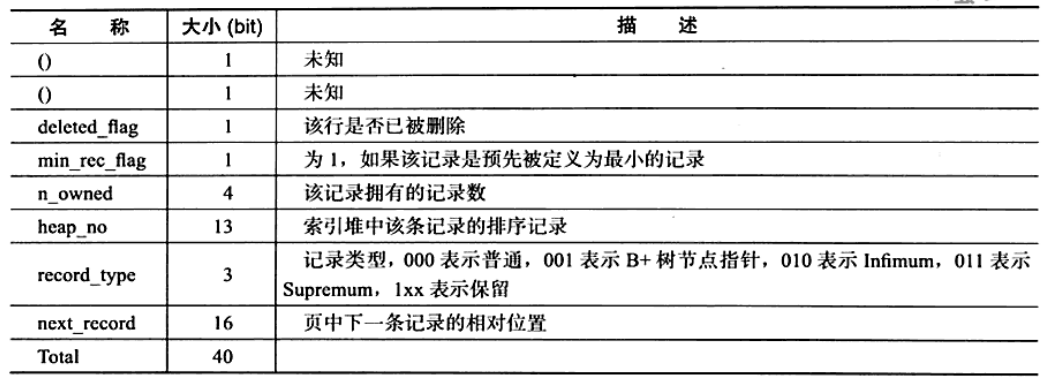 名 称 大小 (bit) 描 述
() 1 未知
() 1 未知
deleted_flag 1 该行是否已被删除
min_rec_flag 1 为 1，如果该记录是预先被定义为最小的记录
n_owned 4 该记录拥有的记录数
heap_no 13 索引堆中该条记录的排序记录
record_type 3 记录类型，000 表示普通，001 表示 B+ 树节点指针，010 表示 Infimum，011 表示
Supremum，1xx 表示保留
next_record 16 页中下一条记录的相对位置
Total 40